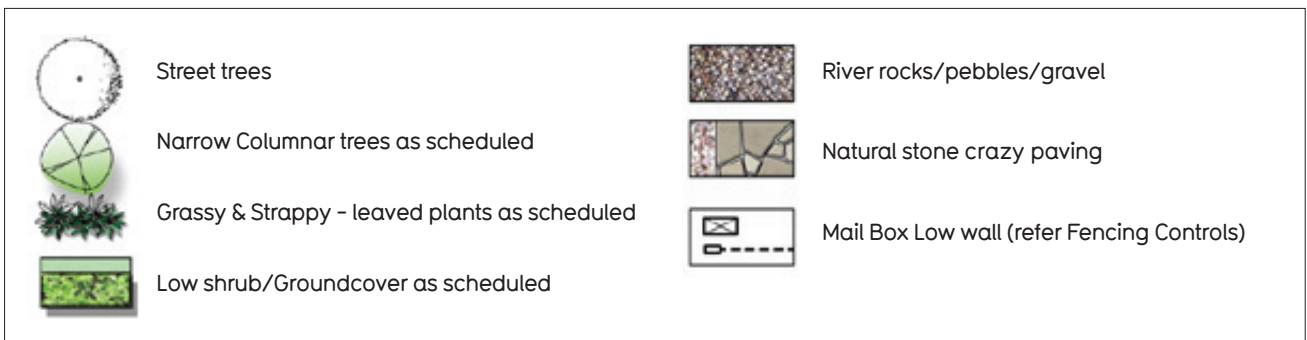 Street trees
Narrow Columnar trees as scheduled
Grassy & Strappy - leaved plants as scheduled
Low shrub/Groundcover as scheduled
River rocks/pebbles/gravel
Natural stone crazy paving
Mail Box Low wall (refer Fencing Controls)